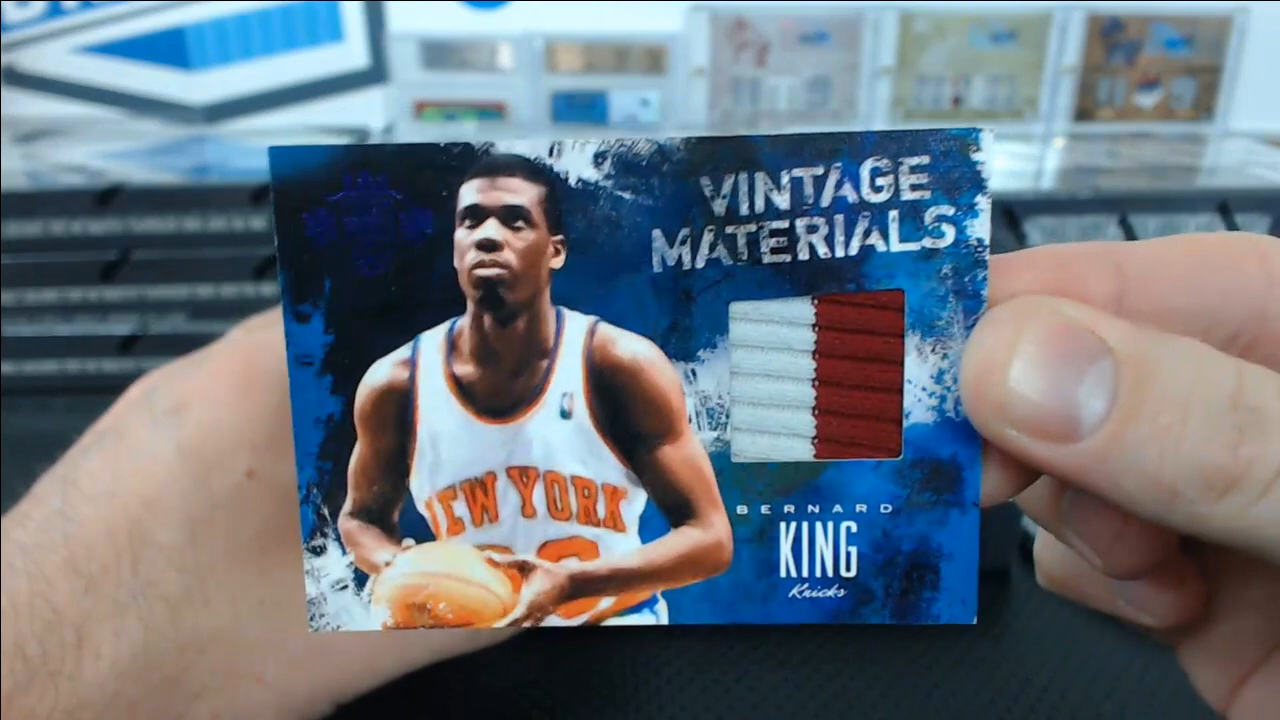 VINTAGE
MATERIALS
NEW YORK
BERNARD
KING
Knicks